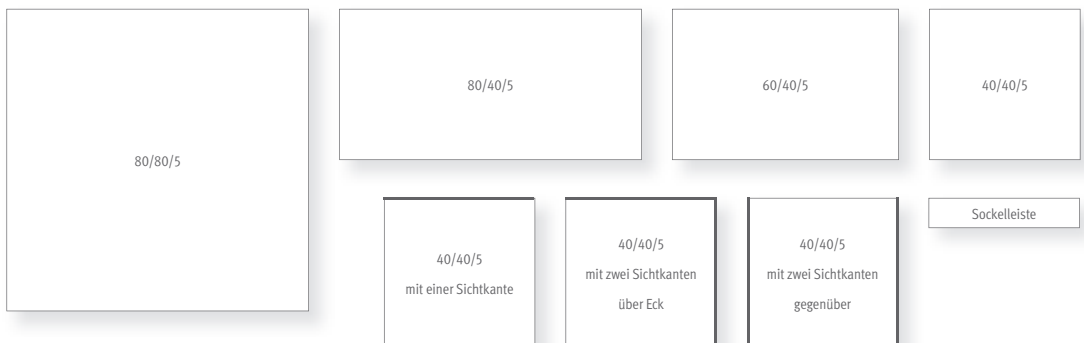 80/80/5
80/40/5
60/40/5
40/40/5
40/40/5
mit einer Sichtkante
40/40/5
mit zwei Sichtkanten
über Eck
40/40/5
mit zwei Sichtkanten
gegenüber
Sockelleiste